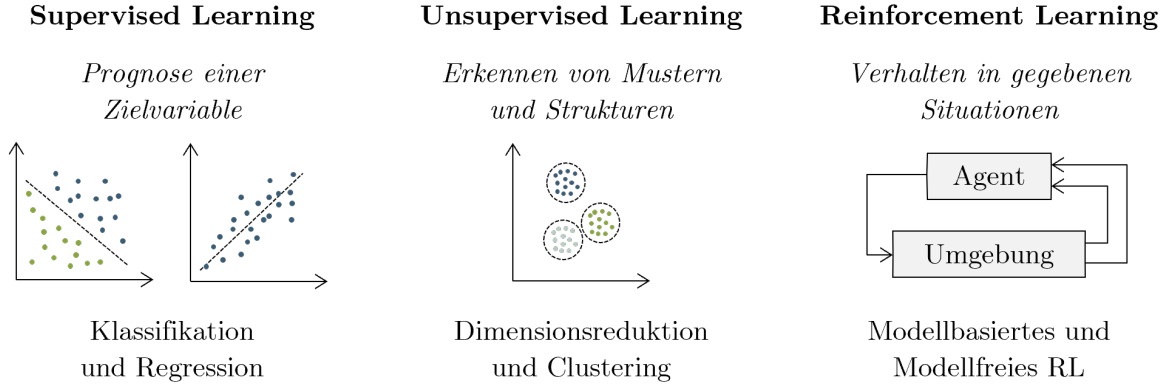 Supervised Learning
Prognose einer
Zielvariable
Klassifikation
und Regression
Unsupervised Learning
Erkennen von Mustern
und Strukturen
Dimensionsreduktion
und Clustering
Reinforcement Learning
Verhalten in gegebenen
Situationen
Agent
Umgebung
Modellbasiertes und
Modellfreies RL